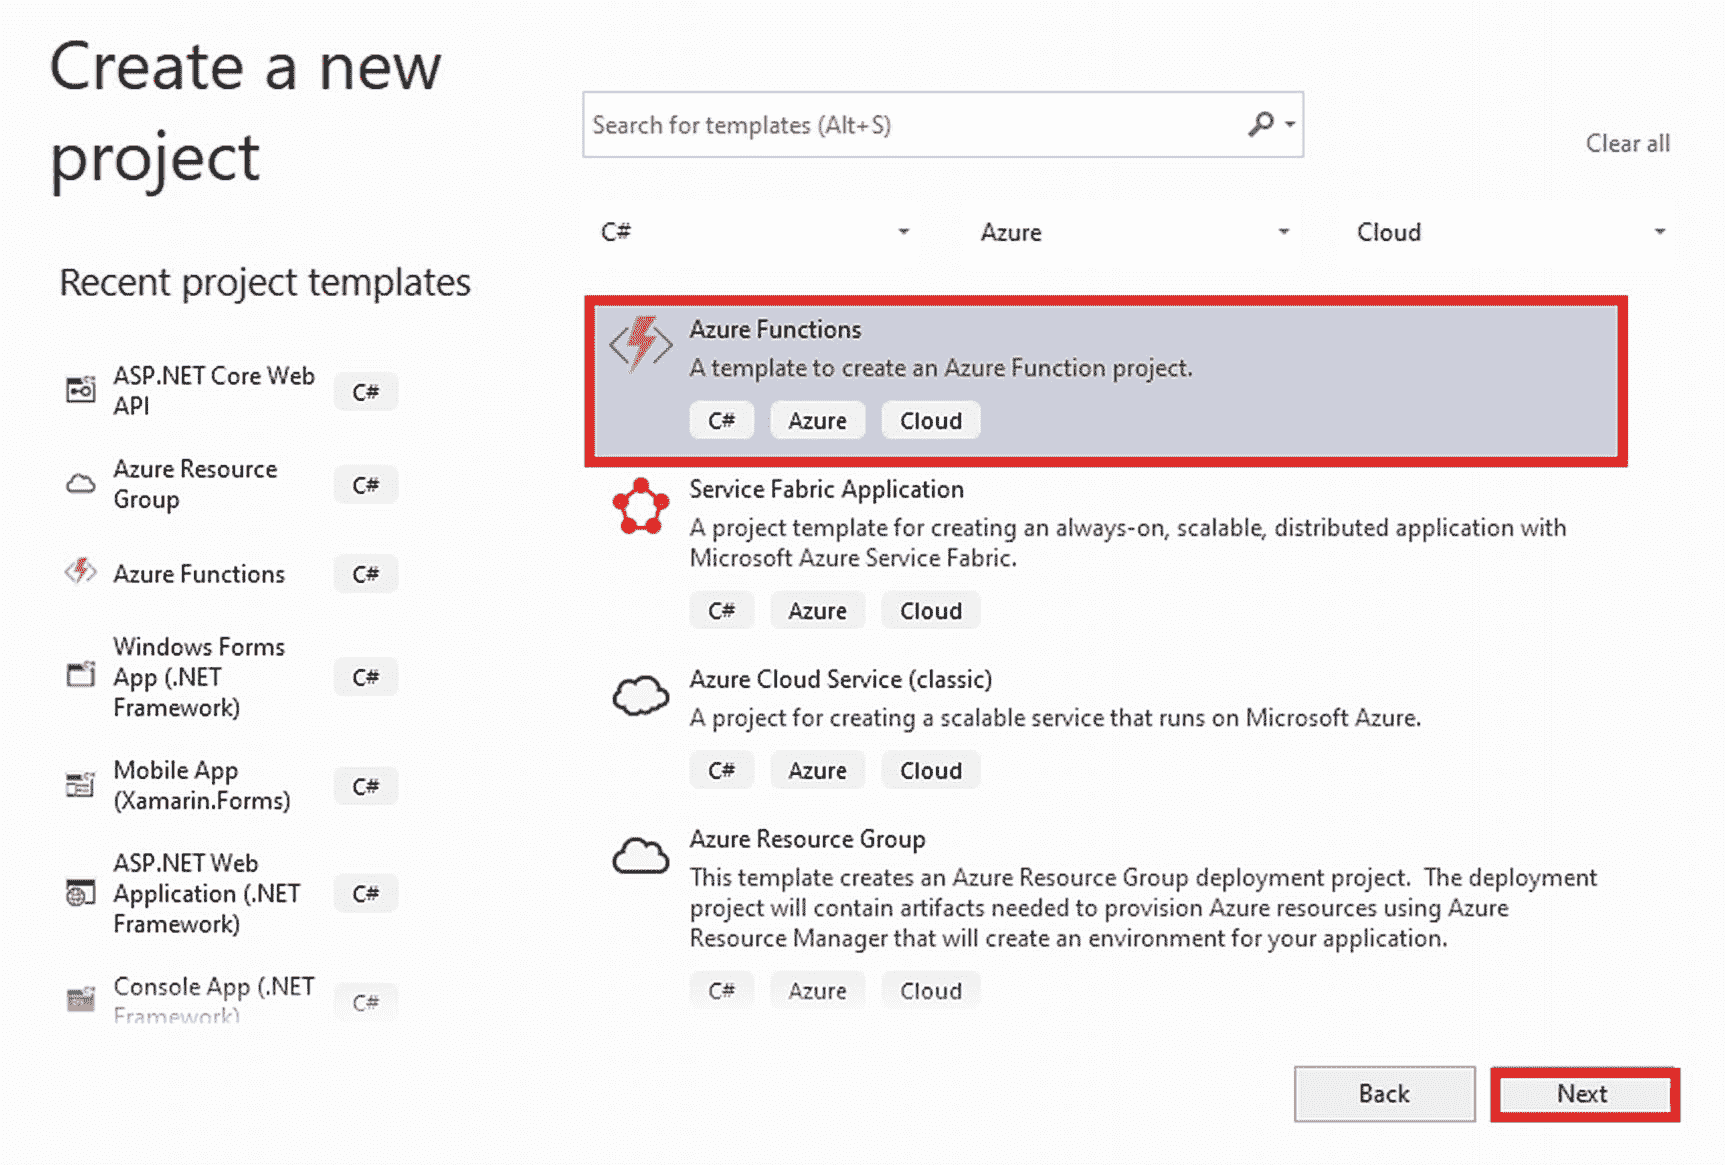 Create a new
project
Search for templates (Alt+S)
Clear all
C#
Azure
Cloud
Recent project templates
ASP.NET Core Web
API
C#
Azure Resource
Group
C#
Azure Functions
C#
Windows Forms
App (.NET
Framework)
C#
Mobile App
(Xamarin.Forms)
C#
ASP.NET Web
Application (.NET
Framework)
C#
Console App (.NET
Framework)
C#
Azure Functions
A template to create an Azure Function project.
C# Azure Cloud
Service Fabric Application
A project template for creating an always-on, scalable, distributed application with
Microsoft Azure Service Fabric.
C# Azure Cloud
Azure Cloud Service (classic)
A project for creating a scalable service that runs on Microsoft Azure.
C# Azure Cloud
Azure Resource Group
This template creates an Azure Resource Group deployment project.  The deployment
project will contain artifacts needed to provision Azure resources using Azure
Resource Manager that will create an environment for your application.
C# Azure Cloud
Back
Next